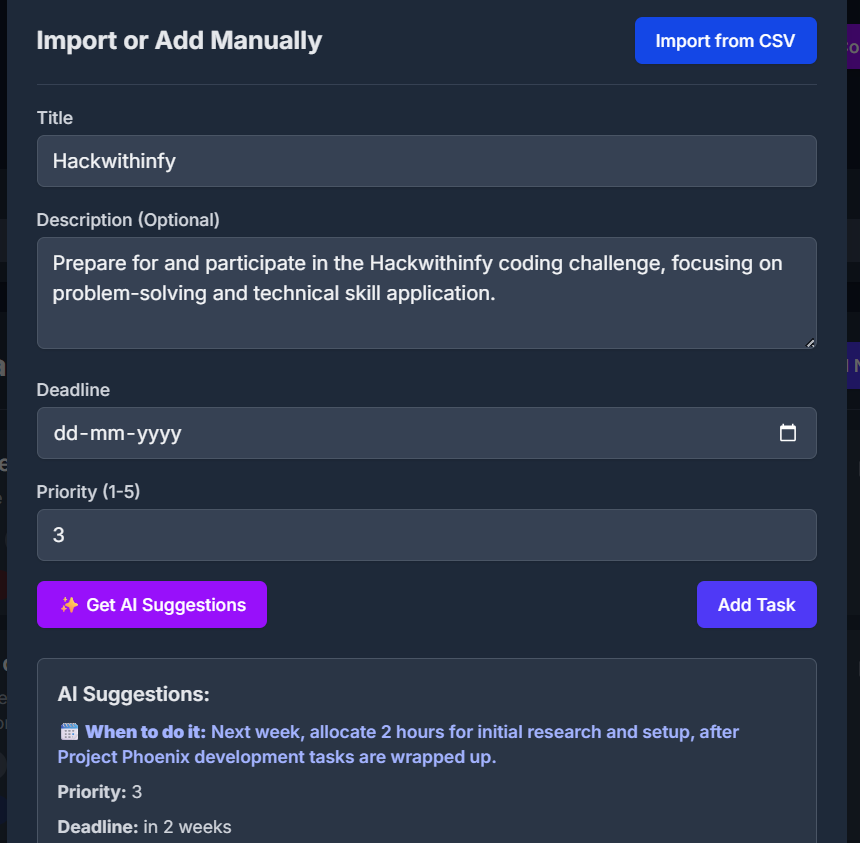 Import or Add Manually
Import from CSV
Title
Hackwithinfy
Description (Optional)
Prepare for and participate in the Hackwithinfy coding challenge, focusing on
problem-solving and technical skill application.
Deadline
dd-mm-yyyy
Priority (1-5)
3
✨ Get AI Suggestions
Add Task
AI Suggestions:
🗓️ When to do it: Next week, allocate 2 hours for initial research and setup, after
Project Phoenix development tasks are wrapped up.
Priority: 3
Deadline: in 2 weeks